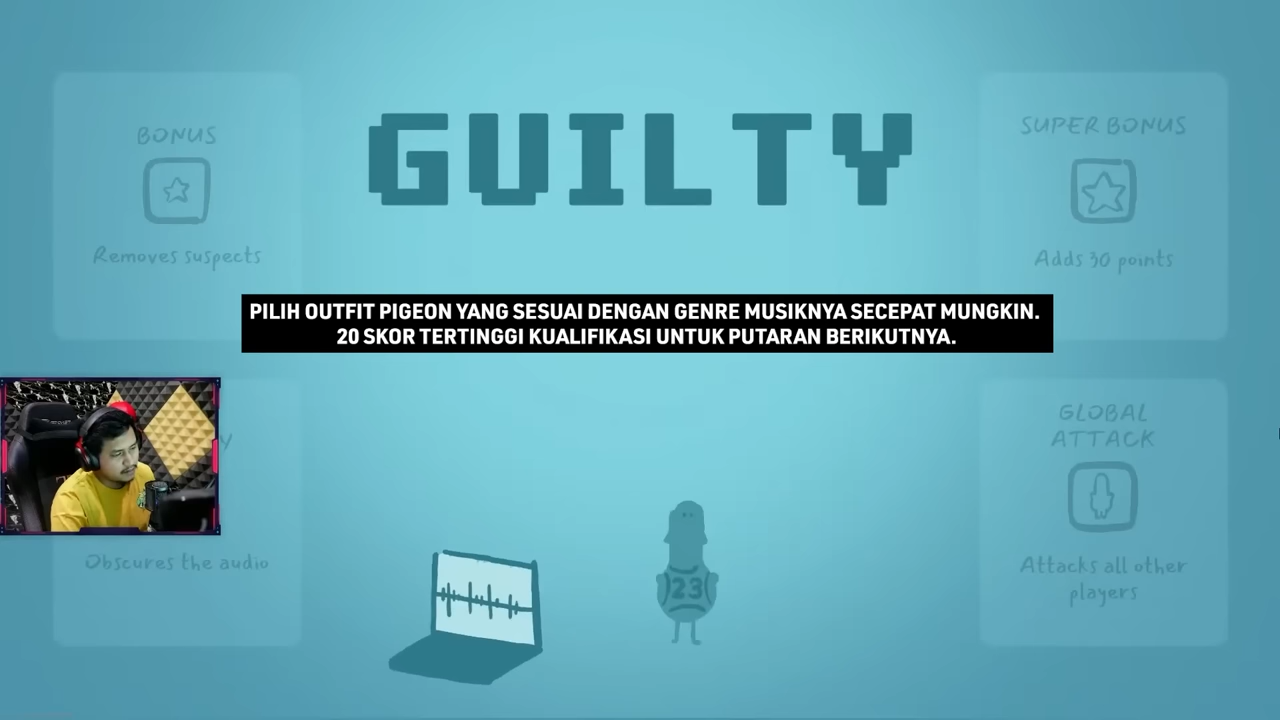 GUILTY
BONUS
Removes suspects
SUPER BONUS
Adds 30 points
PILIH OUTFIT PIGEON YANG SESUAI DENGAN GENRE MUSIKNYA SECEPAT MUNGKIN.
20 SKOR TERTINGGI KUALIFIKASI UNTUK PUTARAN BERIKUTNYA.
Obscures the audio
23
GLOBAL
ATTACK
Attacks all other
players